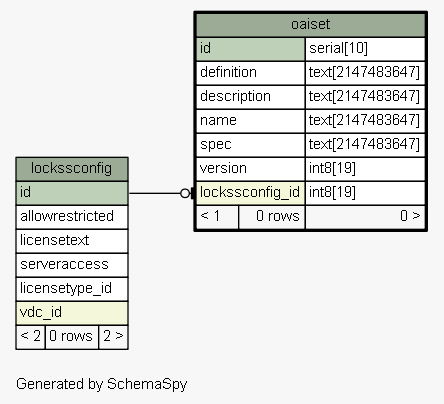 oaiset
id serial[10]
definition text[2147483647]
description text[2147483647]
name text[2147483647]
spec text[2147483647]
version int8[19]
lockssconfig_id int8[19]
< 1 0 rows 0 >
lockssconfig
id
allowrestricted
licensetext
serveraccess
licensetype_id
vdc_id
< 2 0 rows 2 >
Generated by SchemaSpy